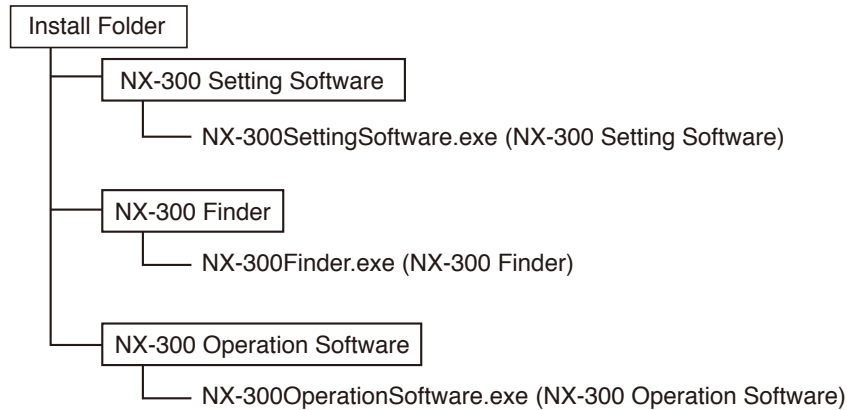 Install Folder
NX-300 Setting Software
NX-300SettingSoftware.exe (NX-300 Setting Software)
NX-300 Finder
NX-300Finder.exe (NX-300 Finder)
NX-300 Operation Software
NX-300OperationSoftware.exe (NX-300 Operation Software)